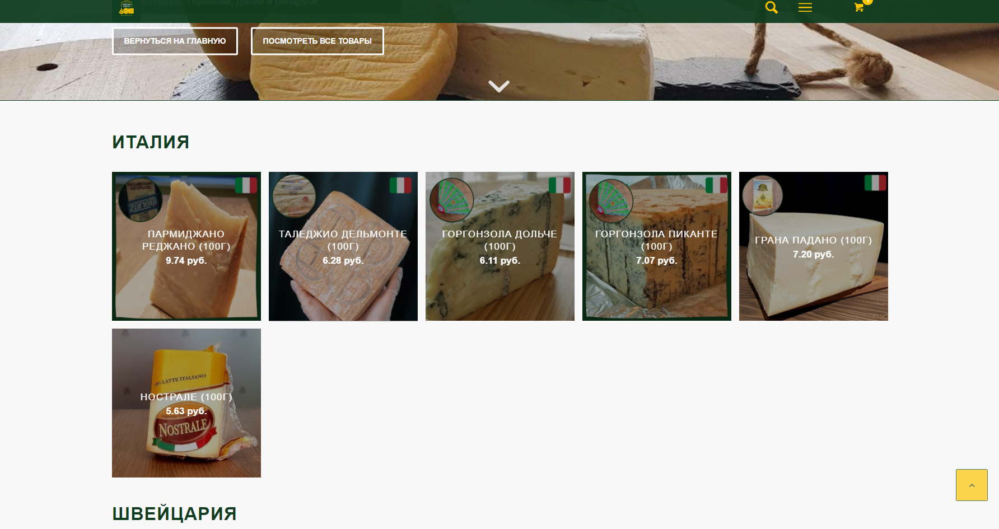 ерландов, Германии, Дании и Беларуси.
ВЕРНУТЬСЯ НА ГЛАВНУЮ
ПОСМОТРЕТЬ ВСЕ ТОВАРЫ
ИТАЛИЯ
zanetti
ПАРМИДЖАНО
РЕДЖАНО (100Г)
9.74 руб.
ТАЛЕДЖИО ДЕЛЬМОНТЕ
(100Г)
6.28 руб.
ГОРГОНЗОЛА ДОЛЬЧЕ
(100Г)
6.11 руб.
ГОРГОНЗОЛА ПИКАНТЕ
(100Г)
7.07 руб.
ГРАНА ПАДАНО (100Г)
7.20 руб.
LATTE ITALIANO
НОСТРАЛЕ (100Г)
5.63 руб.
NOSTRALE
ШВЕЙЦАРИЯ